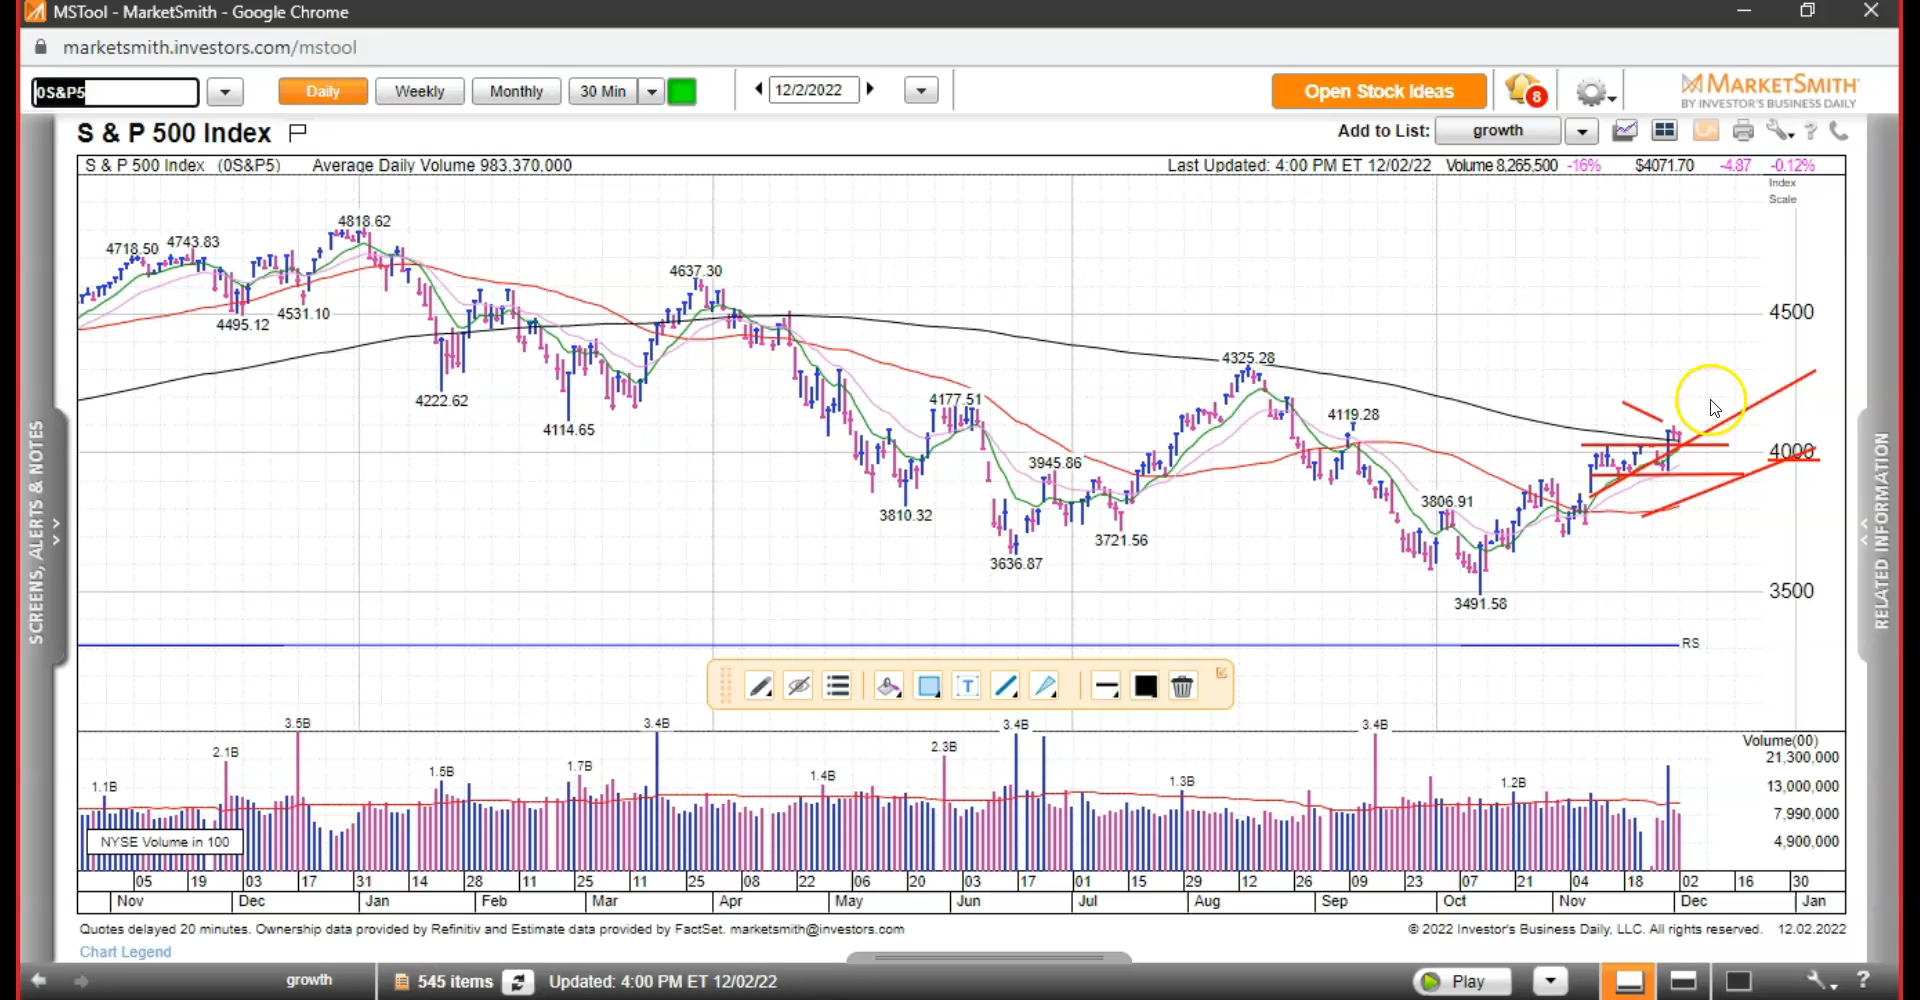 MSTool - MarketSmith - Google Chrome
marketsmith.investors.com/mstool
0S&P5 Daily Weekly Monthly 30 Min 12/2/2022 Open Stock Ideas 8 MARKETSMITH
BY INVESTOR'S BUSINESS DAILY
S & P 500 Index Add to List: growth
S & P 500 Index (0S&P5) Average Daily Volume 983,370,000 Last Updated: 4:00 PM ET 12/02/22 Volume 8,265,500 -16% $4071.70 -4.87 -0.12%
Index
Scale
4818.62
4718.50 4743.83
4637.30
4495.12 4531.10 4500
4325.28
4222.62 4177.51 4119.28
4114.65
4000
3945.86
3806.91
3810.32
3721.56
3636.87
3500
3491.58
RS
SCREENS, ALERTS & NOTES
RELATED INFORMATION
T
3.5B 3.4B 3.4B 3.4B
Volume(00)
2.1B 2.3B
21,300,000
1.5B 1.7B 1.4B 1.3B 1.2B
1.1B 13,000,000
7,990,000
NYSE Volume in 100 4,900,000
05 19 03 17 31 14 28 11 25 11 25 08 22 06 20 03 17 01 15 29 12 26 09 23 07 21 04 18 02 16 30
Nov Dec Jan Feb Mar Apr May Jun Jul Aug Sep Oct Nov Dec Jan
Quotes delayed 20 minutes. Ownership data provided by Refinitiv and Estimate data provided by FactSet. marketsmith@investors.com © 2022 Investor's Business Daily, LLC. All rights reserved. 12.02.2022
Chart Legend
growth 545 items Updated: 4:00 PM ET 12/02/22 Play ?